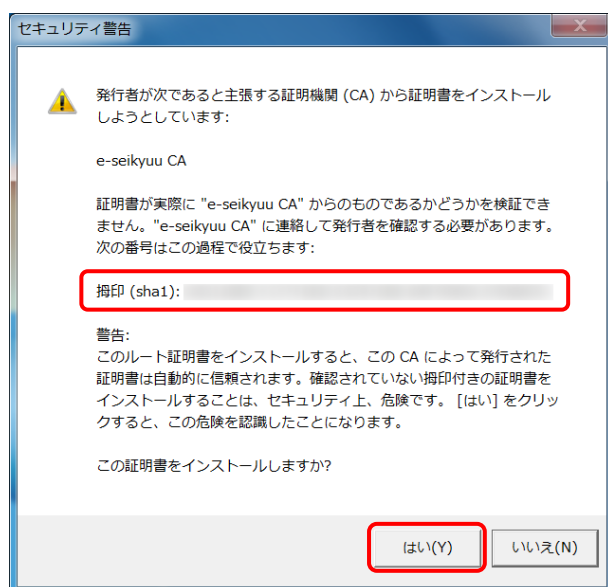 セキュリティ警告
発行者が次であると主張する証明機関 (CA) から証明書をインストール
しようとしています:
e-seikyuu CA
証明書が実際に "e-seikyuu CA" からのものであるかどうかを検証でき
ません。"e-seikyuu CA" に連絡して発行者を確認する必要があります。
次の番号はこの過程で役立ちます:
拇印 (sha1):
警告:
このルート証明書をインストールすると、この CA によって発行された
証明書は自動的に信頼されます。確認されていない拇印付きの証明書を
インストールすることは、セキュリティ上、危険です。 [はい] をクリッ
クすると、この危険を認識したことになります。
この証明書をインストールしますか?
はい(Y)
いいえ(N)